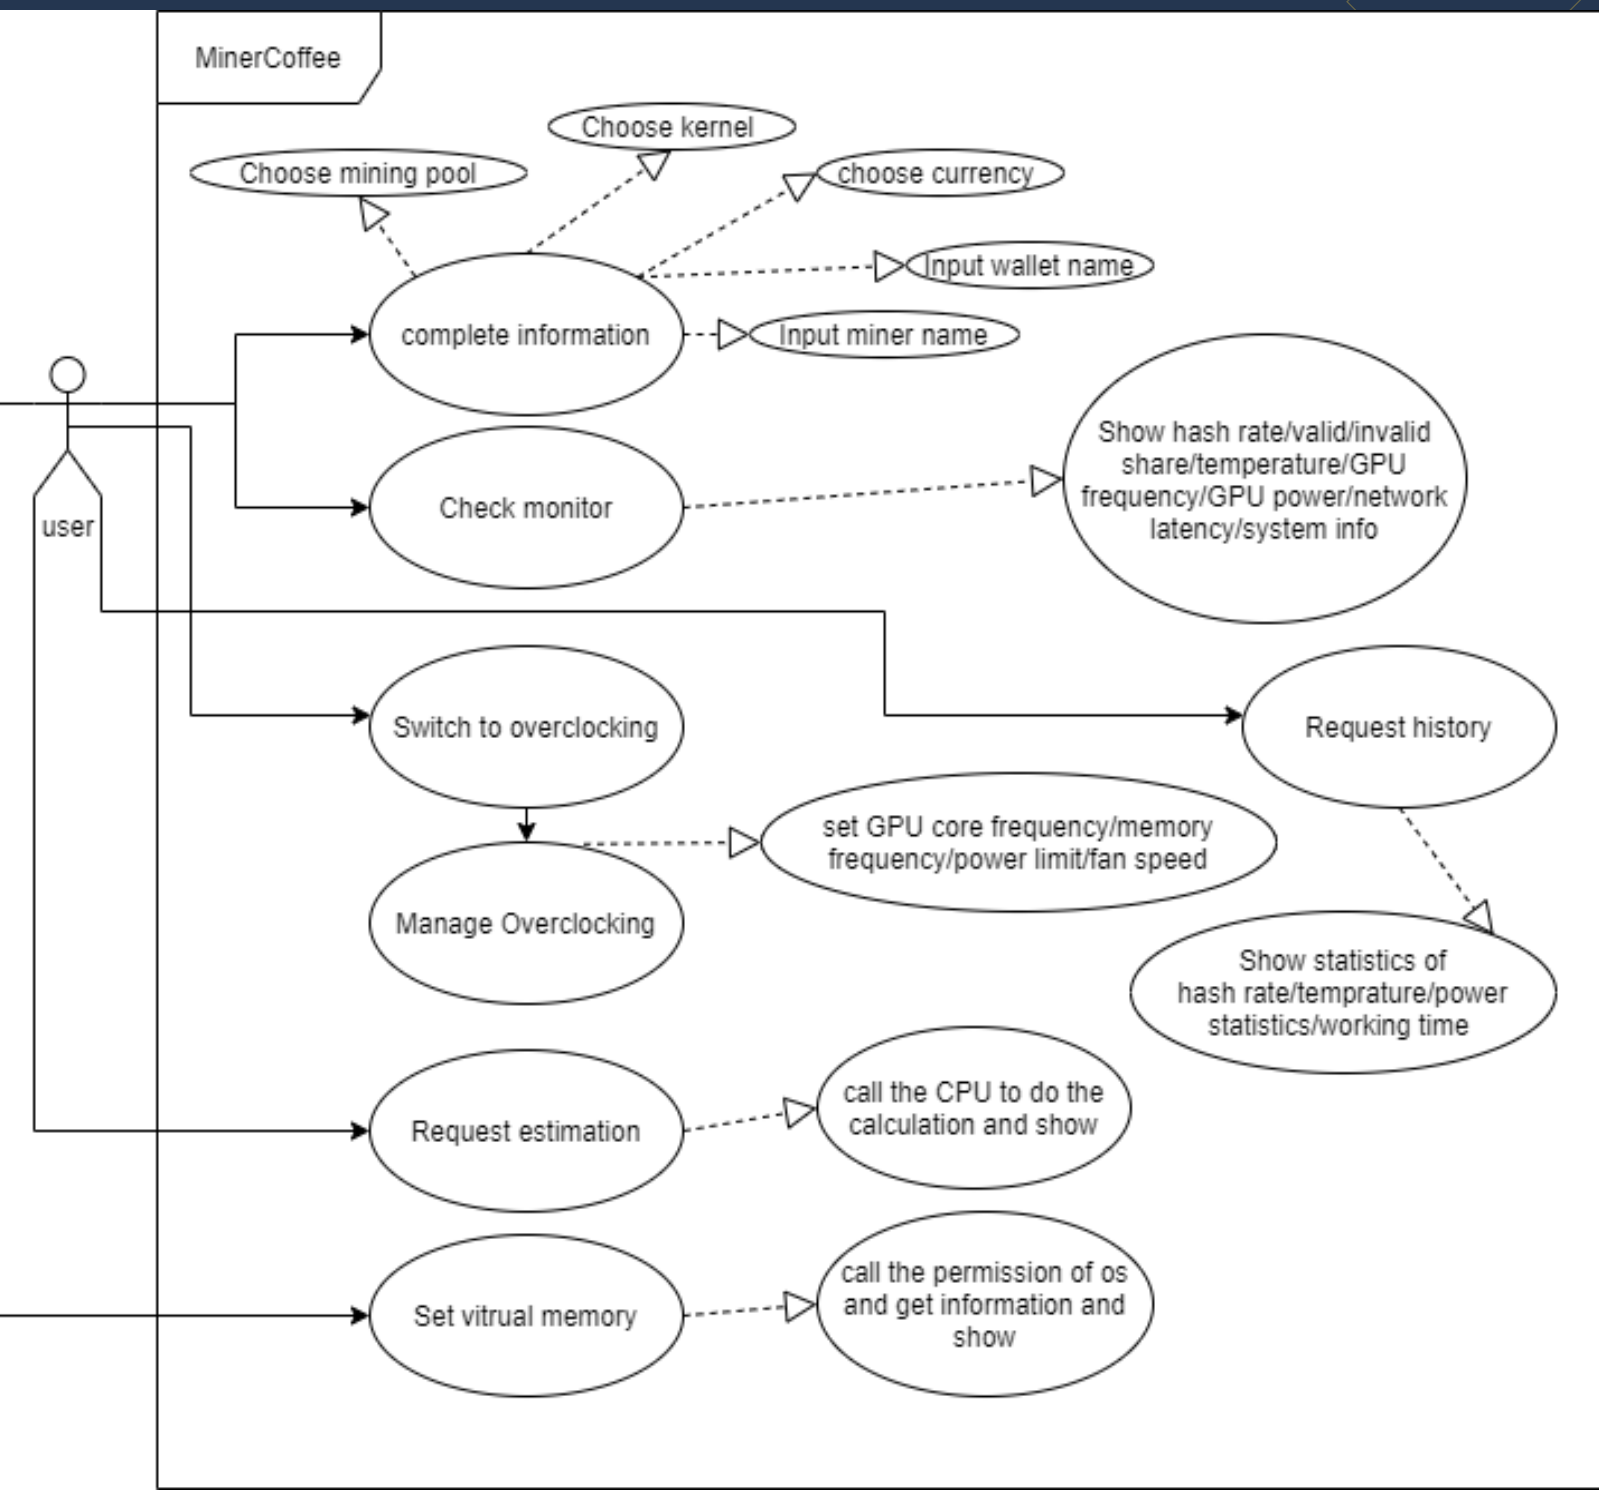 MinerCoffee
Choose kernel
Choose mining pool
choose currency
Input wallet name
complete information
Input miner name
Show hash rate/valid/invalid
share/temperature/GPU
frequency/GPU power/network
latency/system info
Check monitor
user
Switch to overclocking
Request history
set GPU core frequency/memory
frequency/power limit/fan speed
Manage Overclocking
Show statistics of
hash rate/temprature/power
statistics/working time
call the CPU to do the
calculation and show
Request estimation
call the permission of os
and get information and
show
Set vitrual memory